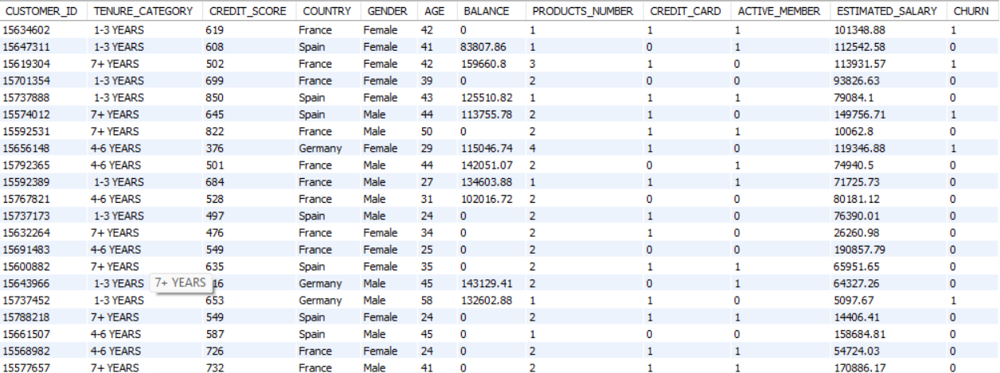 CUSTOMER_ID TENURE_CATEGORY CREDIT_SCORE COUNTRY GENDER AGE BALANCE PRODUCTS_NUMBER CREDIT_CARD ACTIVE_MEMBER ESTIMATED_SALARY CHURN
15634602 1-3 YEARS 619 France Female 42 0 1 1 1 101348.88 1
15647311 1-3 YEARS 608 Spain Female 41 83807.86 1 0 1 112542.58 0
15619304 7+ YEARS 502 France Female 42 159660.8 3 1 0 113931.57 1
15701354 1-3 YEARS 699 France Female 39 0 2 0 0 93826.63 0
15737888 1-3 YEARS 850 Spain Female 43 125510.82 1 1 1 79084.1 0
15574012 7+ YEARS 645 Spain Male 44 113755.78 2 1 0 149756.71 1
15592531 7+ YEARS 822 France Male 50 0 2 1 1 10062.8 0
15656148 4-6 YEARS 376 Germany Female 29 115046.74 4 1 0 119346.88 1
15792365 4-6 YEARS 501 France Male 44 142051.07 2 0 1 74940.5 0
15592389 1-3 YEARS 684 France Male 27 134603.88 1 1 1 71725.73 0
15767821 4-6 YEARS 528 France Male 31 102016.72 2 0 0 80181.12 0
15737173 1-3 YEARS 497 Spain Male 24 0 2 1 0 76390.01 0
15632264 7+ YEARS 476 France Female 34 0 2 1 0 26260.98 0
15691483 4-6 YEARS 549 France Female 25 0 2 0 0 190857.79 0
15600882 7+ YEARS 635 Spain Female 35 0 2 1 1 65951.65 0
15643966 1-3 YEARS 7+ YEARS 16 Germany Male 45 143129.41 2 0 1 64327.26 0
15737452 1-3 YEARS 653 Germany Male 58 132602.88 1 1 0 5097.67 1
15788218 7+ YEARS 549 Spain Female 24 0 2 1 1 14406.41 0
15661507 4-6 YEARS 587 Spain Male 45 0 1 0 0 158684.81 0
15568982 4-6 YEARS 726 France Female 24 0 2 1 1 54724.03 0
15577657 7+ YEARS 732 France Male 41 0 2 1 1 170886.17 0